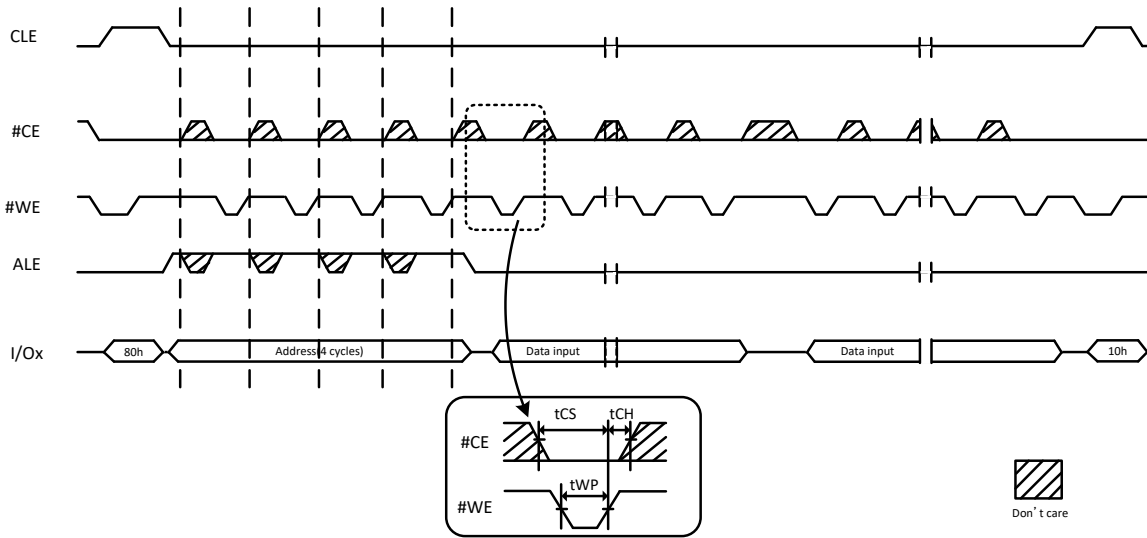 CLE
#CE
#WE
ALE
I/Ox
80h
Address(4 cycles)
Data input
Data input
10h
tCS
tCH
#CE
tWP
#WE
Don’t care